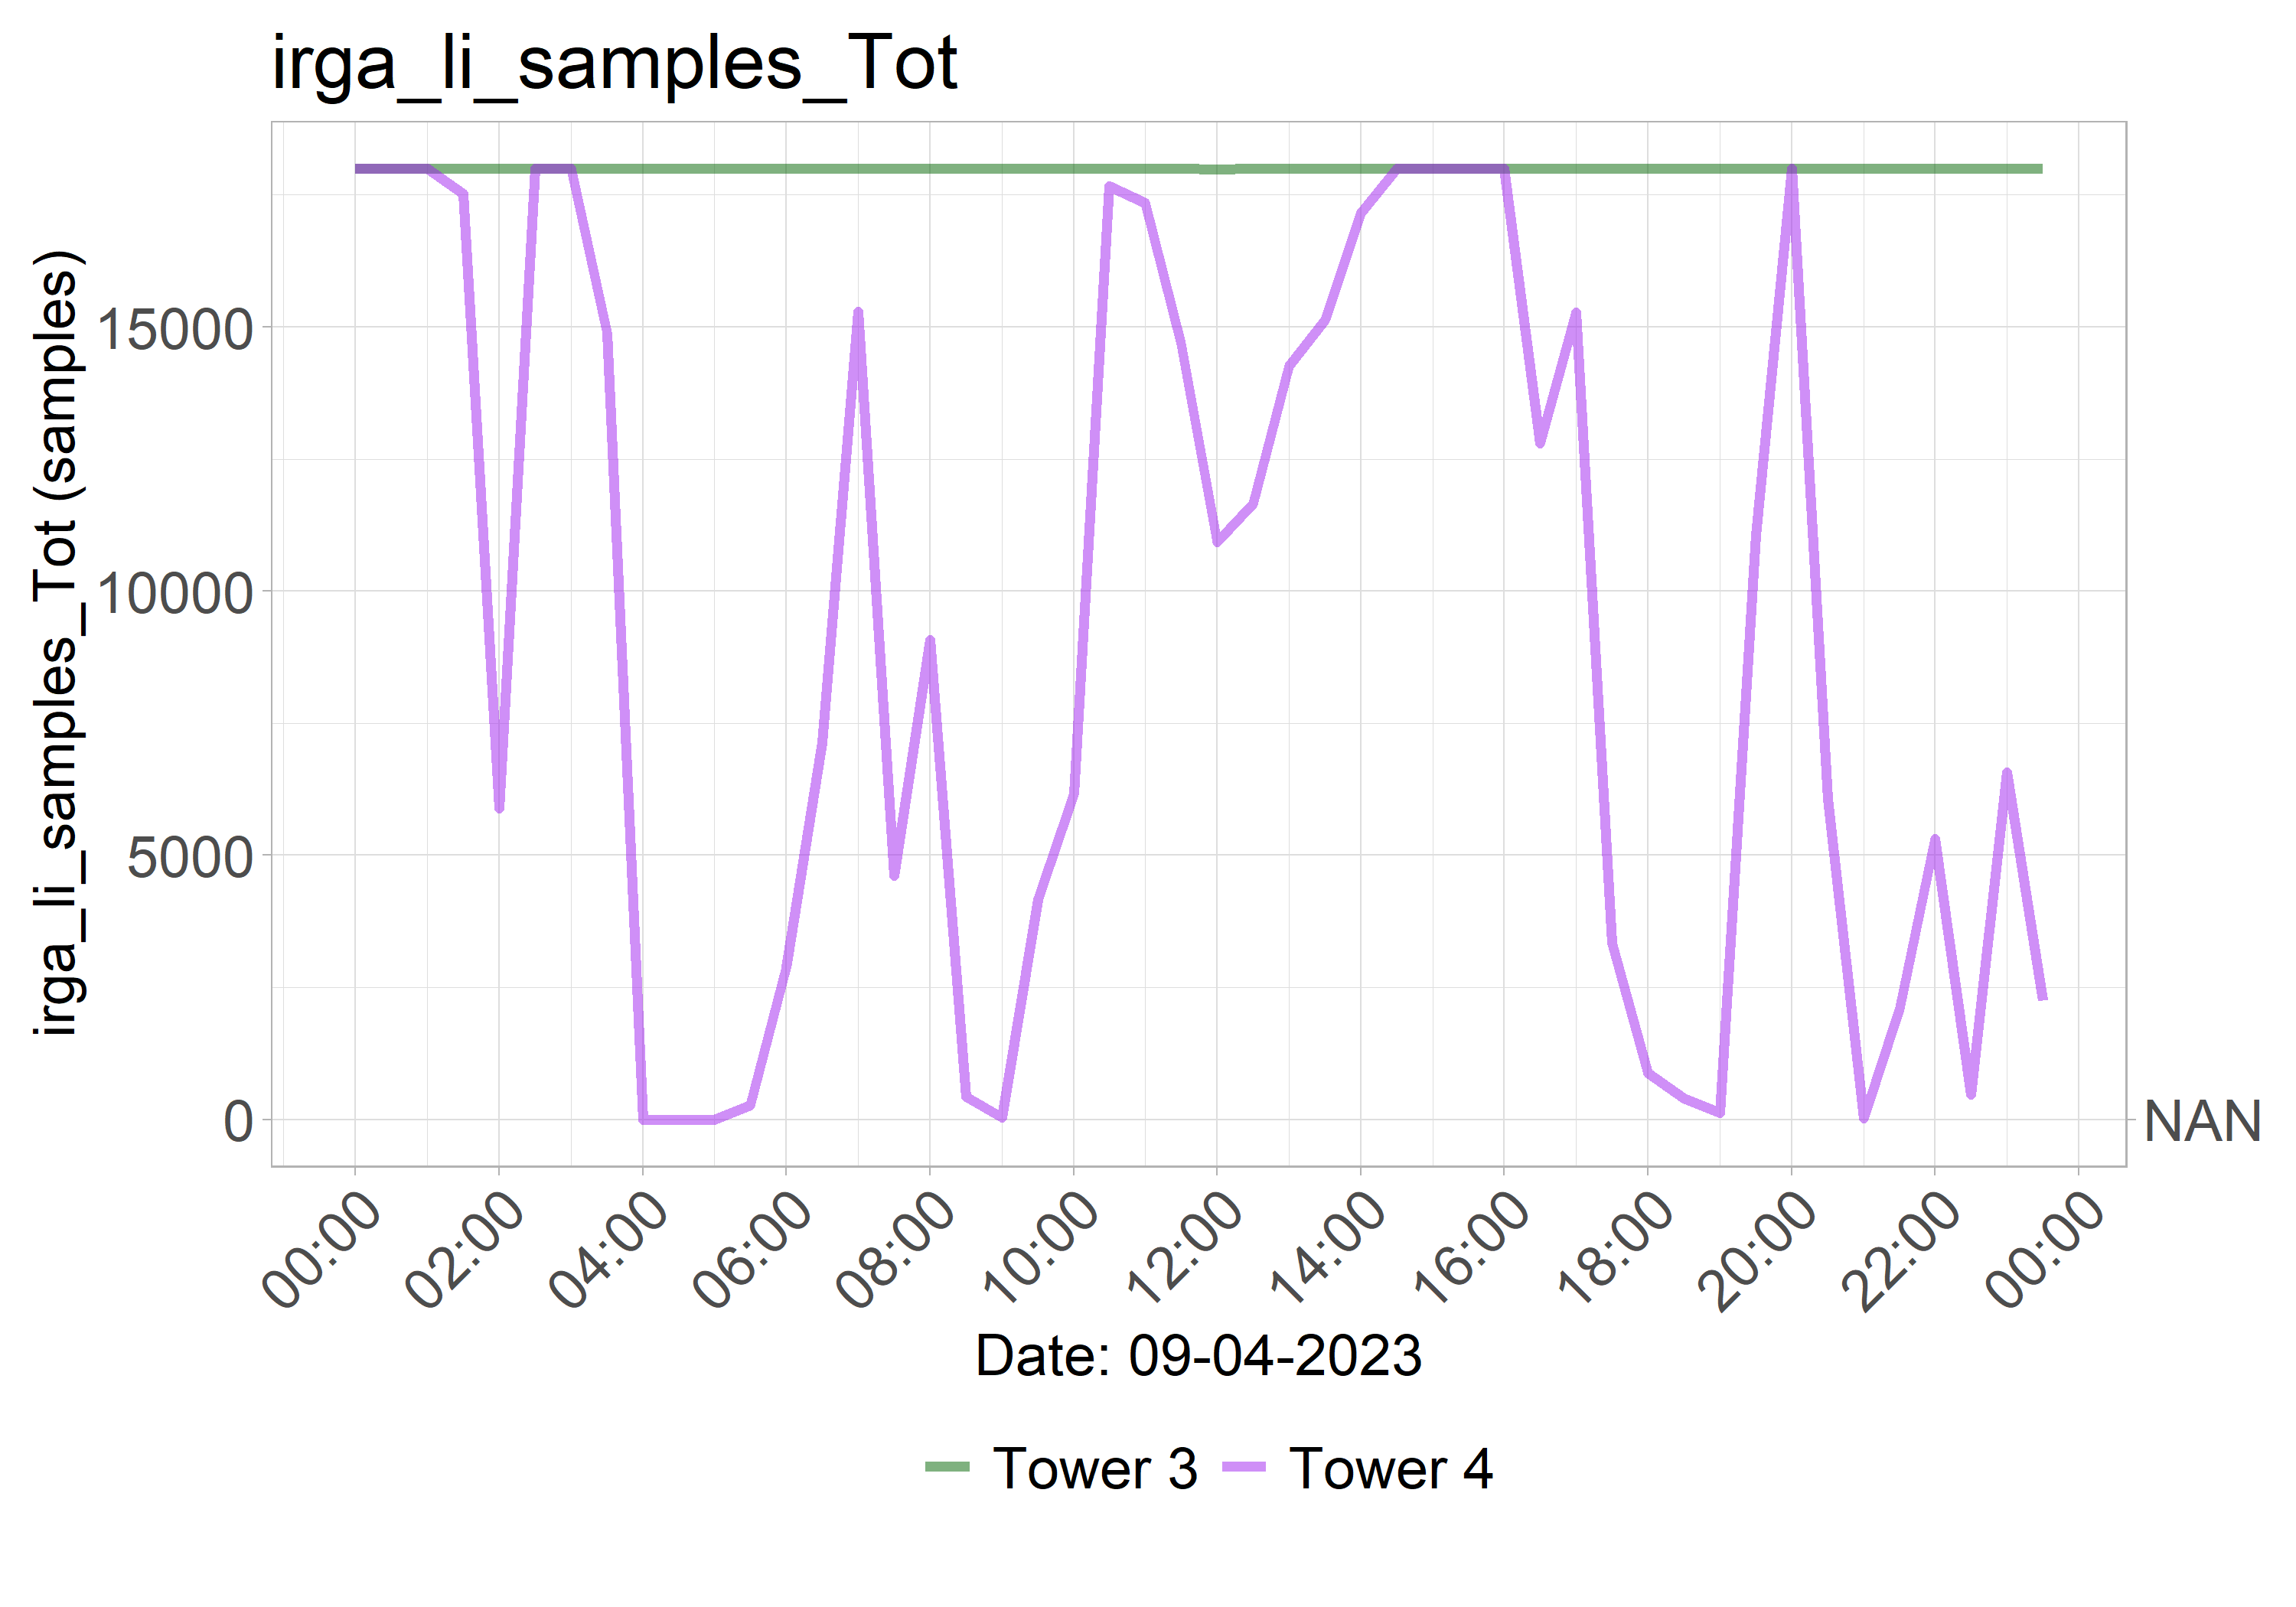 irga_li_samples_Tot
irga_li_samples_Tot (samples)
15000
10000
5000
0
NAN
00:00
02:00
04:00
06:00
08:00
10:00
12:00
14:00
16:00
18:00
20:00
22:00
00:00
Date: 09-04-2023
Tower 3
Tower 4